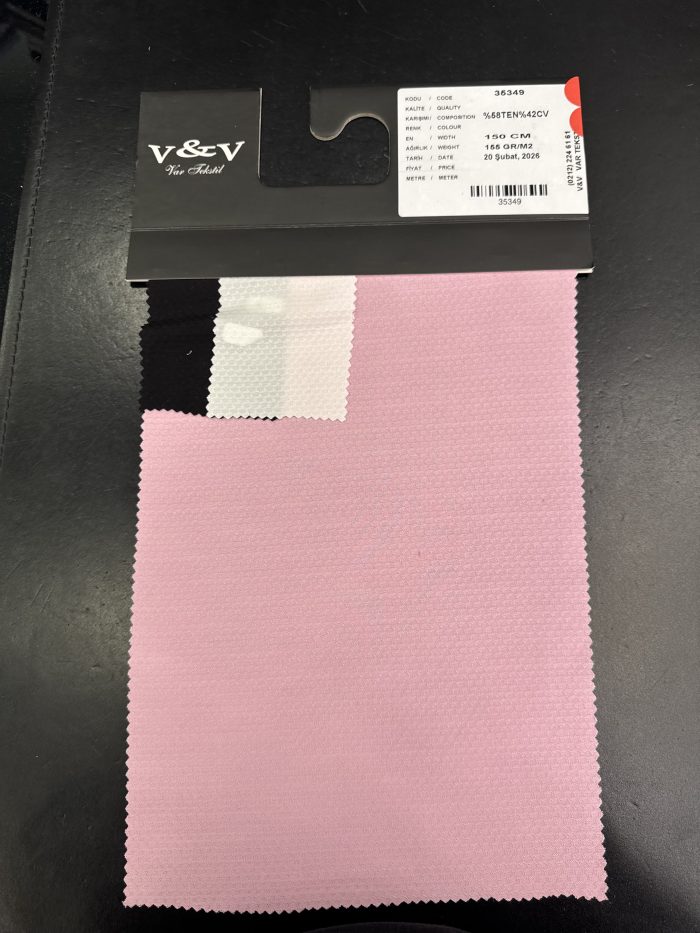 V&V
Var Tekstil
KODU / CODE 35349
KALİTE / QUALITY
KARIŞIMI / COMPOSITION %58TEN%42CV
RENK / COLOUR
EN / WIDTH 150 CM
AĞIRLIK / WEIGHT 155 GR/M2
TARİH / DATE 20 Şubat, 2026
FİYAT / PRICE
METRE / METER
35349
(0212) 224 61 61
V&V VAR TEKS